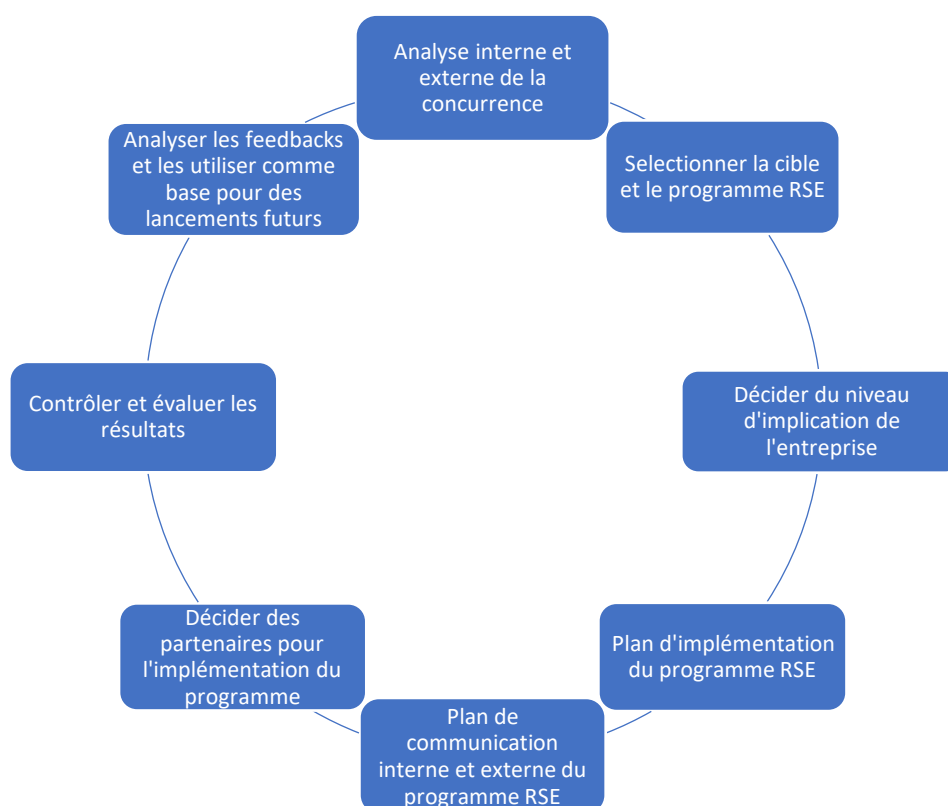 Analyse interne et
externe de la
concurrence
Selectionner la cible
et le programme RSE
Décider du niveau
d'implication de
l'entreprise
Plan d'implémentation
du programme RSE
Plan de
communication
interne et externe du
programme RSE
Décider des
partenaires pour
l'implémentation du
programme
Contrôler et évaluer les
résultats
Analyser les feedbacks
et les utiliser comme
base pour des
lancements futurs